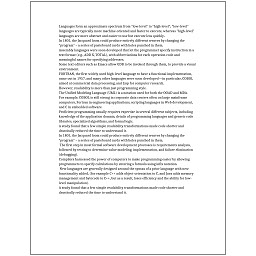 Languages form an approximate spectrum from "low-level" to "high-level"; "low-level"
languages are typically more machine-oriented and faster to execute, whereas "high-level"
languages are more abstract and easier to use but execute less quickly.
In 1801, the Jacquard loom could produce entirely different weaves by changing the
"program" – a series of pasteboard cards with holes punched in them.
Assembly languages were soon developed that let the programmer specify instruction in a
text format (e.g., ADD X, TOTAL), with abbreviations for each operation code and
meaningful names for specifying addresses.
Some text editors such as Emacs allow GDB to be invoked through them, to provide a visual
environment.
FORTRAN, the first widely used high-level language to have a functional implementation,
came out in 1957, and many other languages were soon developed—in particular, COBOL
aimed at commercial data processing, and Lisp for computer research.
However, readability is more than just programming style.
The Unified Modeling Language (UML) is a notation used for both the OOAD and MDA.
For example, COBOL is still strong in corporate data centers often on large mainframe
computers, Fortran in engineering applications, scripting languages in Web development,
and C in embedded software.
Proficient programming usually requires expertise in several different subjects, including
knowledge of the application domain, details of programming languages and generic code
libraries, specialized algorithms, and formal logic.
A study found that a few simple readability transformations made code shorter and
drastically reduced the time to understand it.
In 1801, the Jacquard loom could produce entirely different weaves by changing the
"program" – a series of pasteboard cards with holes punched in them.
The first step in most formal software development processes is requirements analysis,
followed by testing to determine value modeling, implementation, and failure elimination
(debugging).
Compilers harnessed the power of computers to make programming easier by allowing
programmers to specify calculations by entering a formula using infix notation.
New languages are generally designed around the syntax of a prior language with new
functionality added, (for example C++ adds object-orientation to C, and Java adds memory
management and bytecode to C++, but as a result, loses efficiency and the ability for low-
level manipulation).
A study found that a few simple readability transformations made code shorter and
drastically reduced the time to understand it.